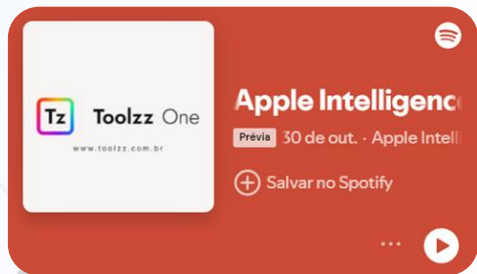 Tz Toolzz One
www.toolzz.com.br
Apple Intelligenc
Prévia 30 de out. · Apple Intell
Salvar no Spotify